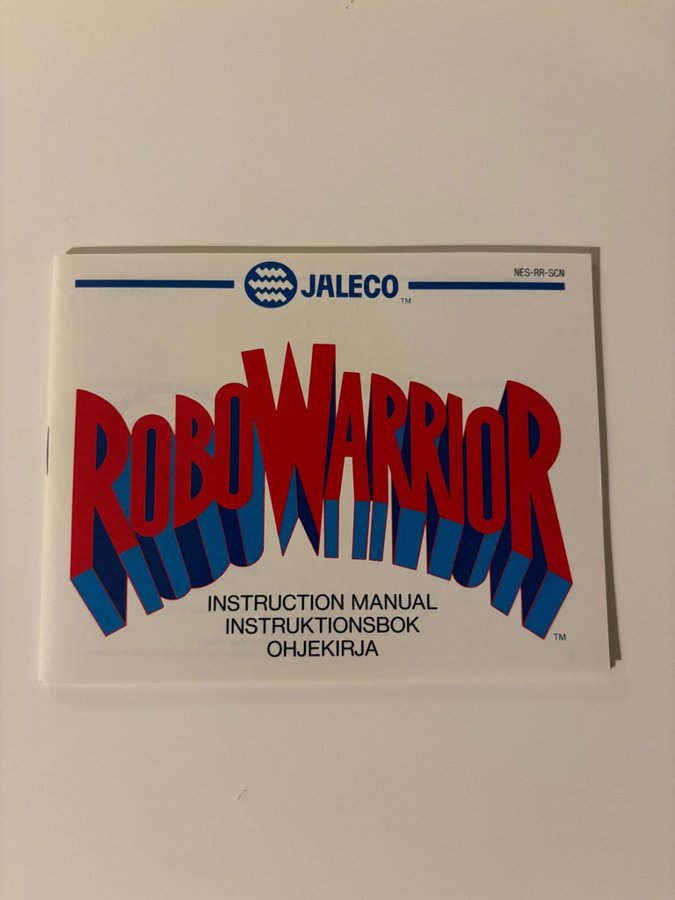 NES-RR-SCN
JALECO
TM
ROBOWARRIOR
TM
INSTRUCTION MANUAL
INSTRUKTIONSBOK
OHJEKIRJA